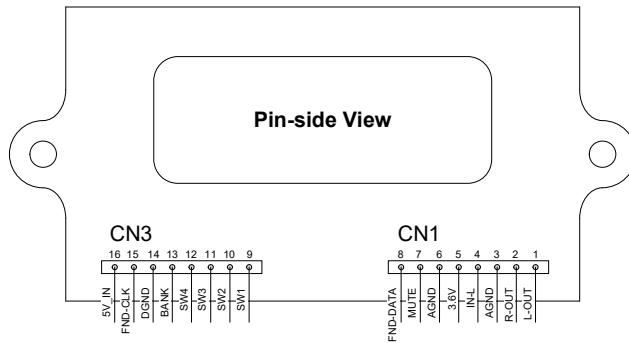 Pin-side View
CN3 CN1
16 15 14 13 12 11 10 9 8 7 6 5 4 3 2 1
5V_IN FND-CLK DGND BANK SW4 SW3 SW2 SW1 FND-DATA MUTE AGND 3.6V IN-L AGND R-OUT L-OUT